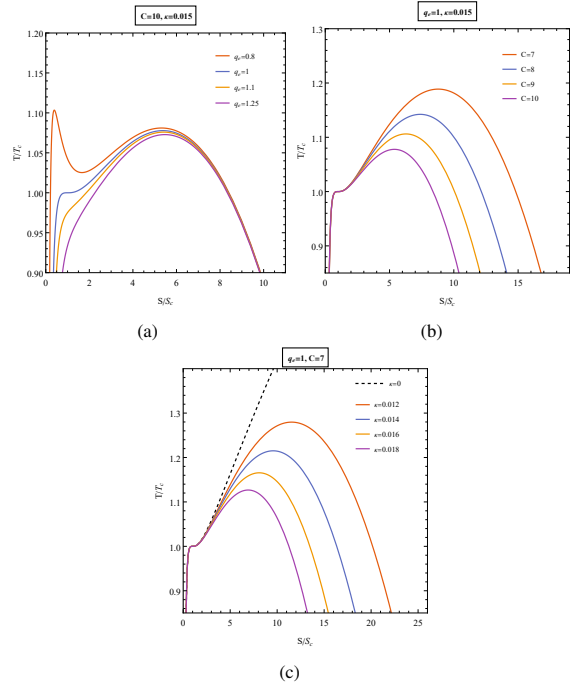 C=10, κ=0.015
1.20
1.15
1.10
1.05
1.00
0.95
0.90
T/T_c
q_e=0.8
q_e=1
q_e=1.1
q_e=1.25
0 2 4 6 8 10
S/S_c
(a)
q_e=1, κ=0.015
1.3
1.2
1.1
1.0
0.9
T/T_c
C=7
C=8
C=9
C=10
0 5 10 15
S/S_c
(b)
q_e=1, C=7
1.3
1.2
1.1
1.0
0.9
T/T_c
κ=0
κ=0.012
κ=0.014
κ=0.016
κ=0.018
0 5 10 15 20 25
S/S_c
(c)